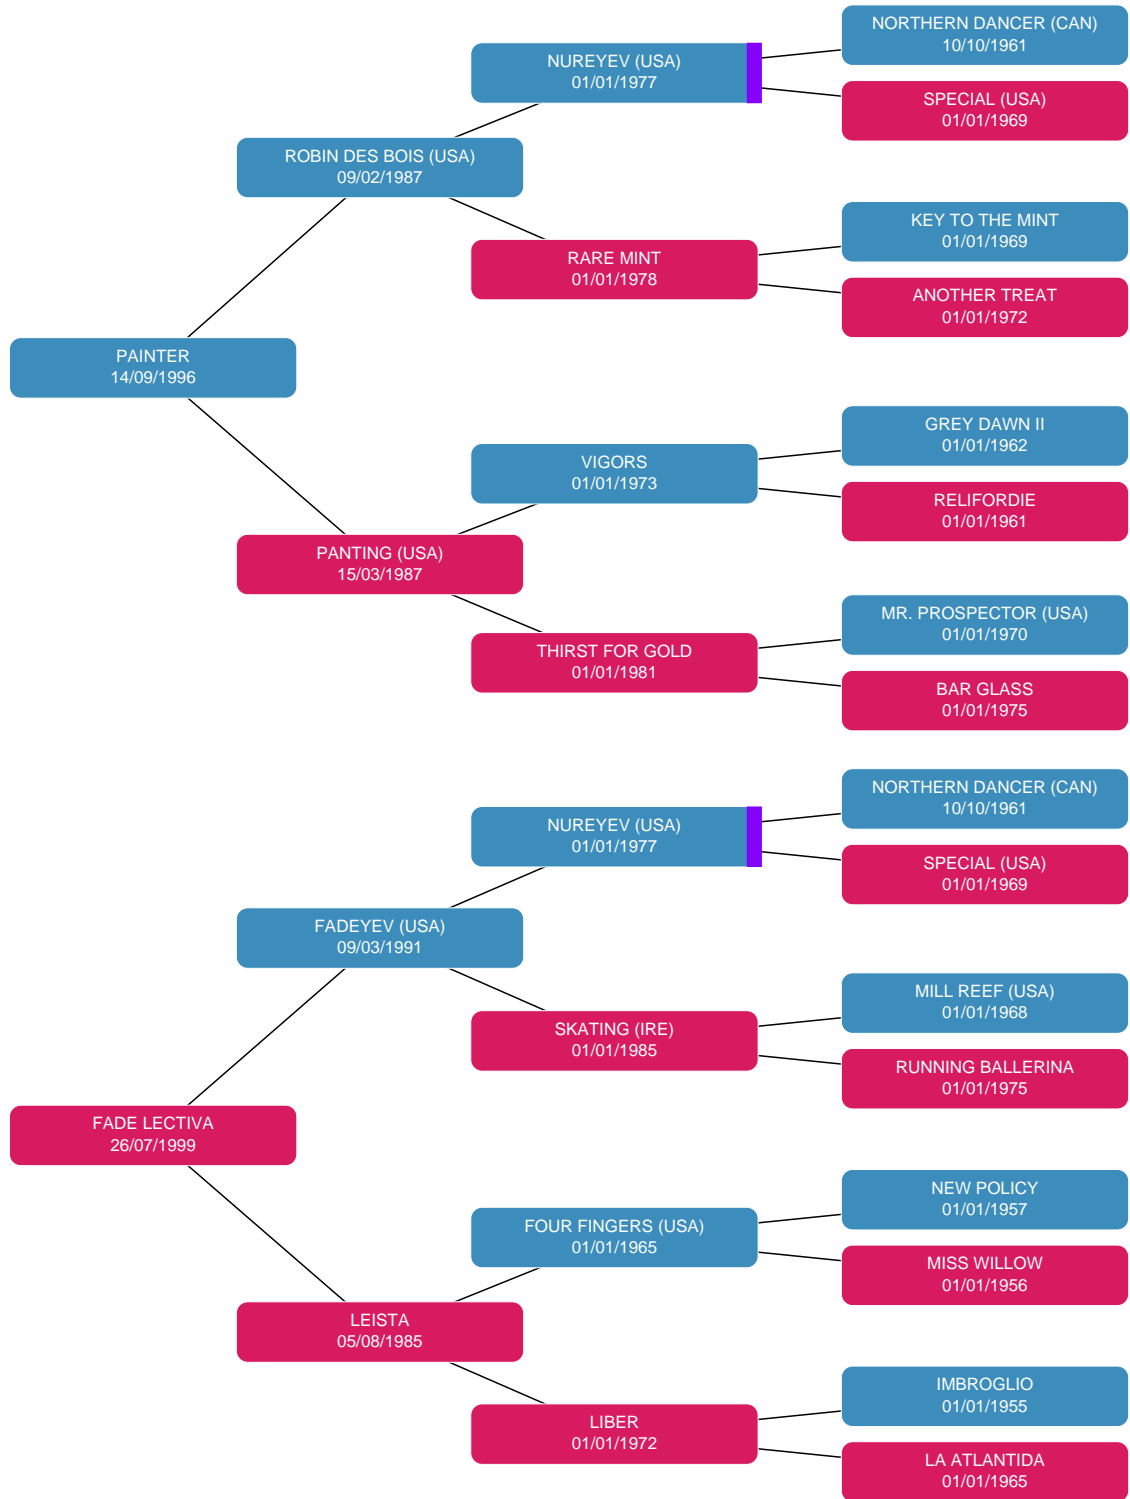 NORTHERN DANCER (CAN)
10/10/1961
NUREYEV (USA)
01/01/1977
SPECIAL (USA)
01/01/1969
ROBIN DES BOIS (USA)
09/02/1987
KEY TO THE MINT
01/01/1969
RARE MINT
01/01/1978
ANOTHER TREAT
01/01/1972
PAINTER
14/09/1996
GREY DAWN II
01/01/1962
VIGORS
01/01/1973
RELIFORDIE
01/01/1961
PANTING (USA)
15/03/1987
MR. PROSPECTOR (USA)
01/01/1970
THIRST FOR GOLD
01/01/1981
BAR GLASS
01/01/1975
NORTHERN DANCER (CAN)
10/10/1961
NUREYEV (USA)
01/01/1977
SPECIAL (USA)
01/01/1969
FADEYEV (USA)
09/03/1991
MILL REEF (USA)
01/01/1968
SKATING (IRE)
01/01/1985
RUNNING BALLERINA
01/01/1975
FADE LECTIVA
26/07/1999
NEW POLICY
01/01/1957
FOUR FINGERS (USA)
01/01/1965
MISS WILLOW
01/01/1956
LEISTA
05/08/1985
IMBROGLIO
01/01/1955
LIBER
01/01/1972
LA ATLANTIDA
01/01/1965